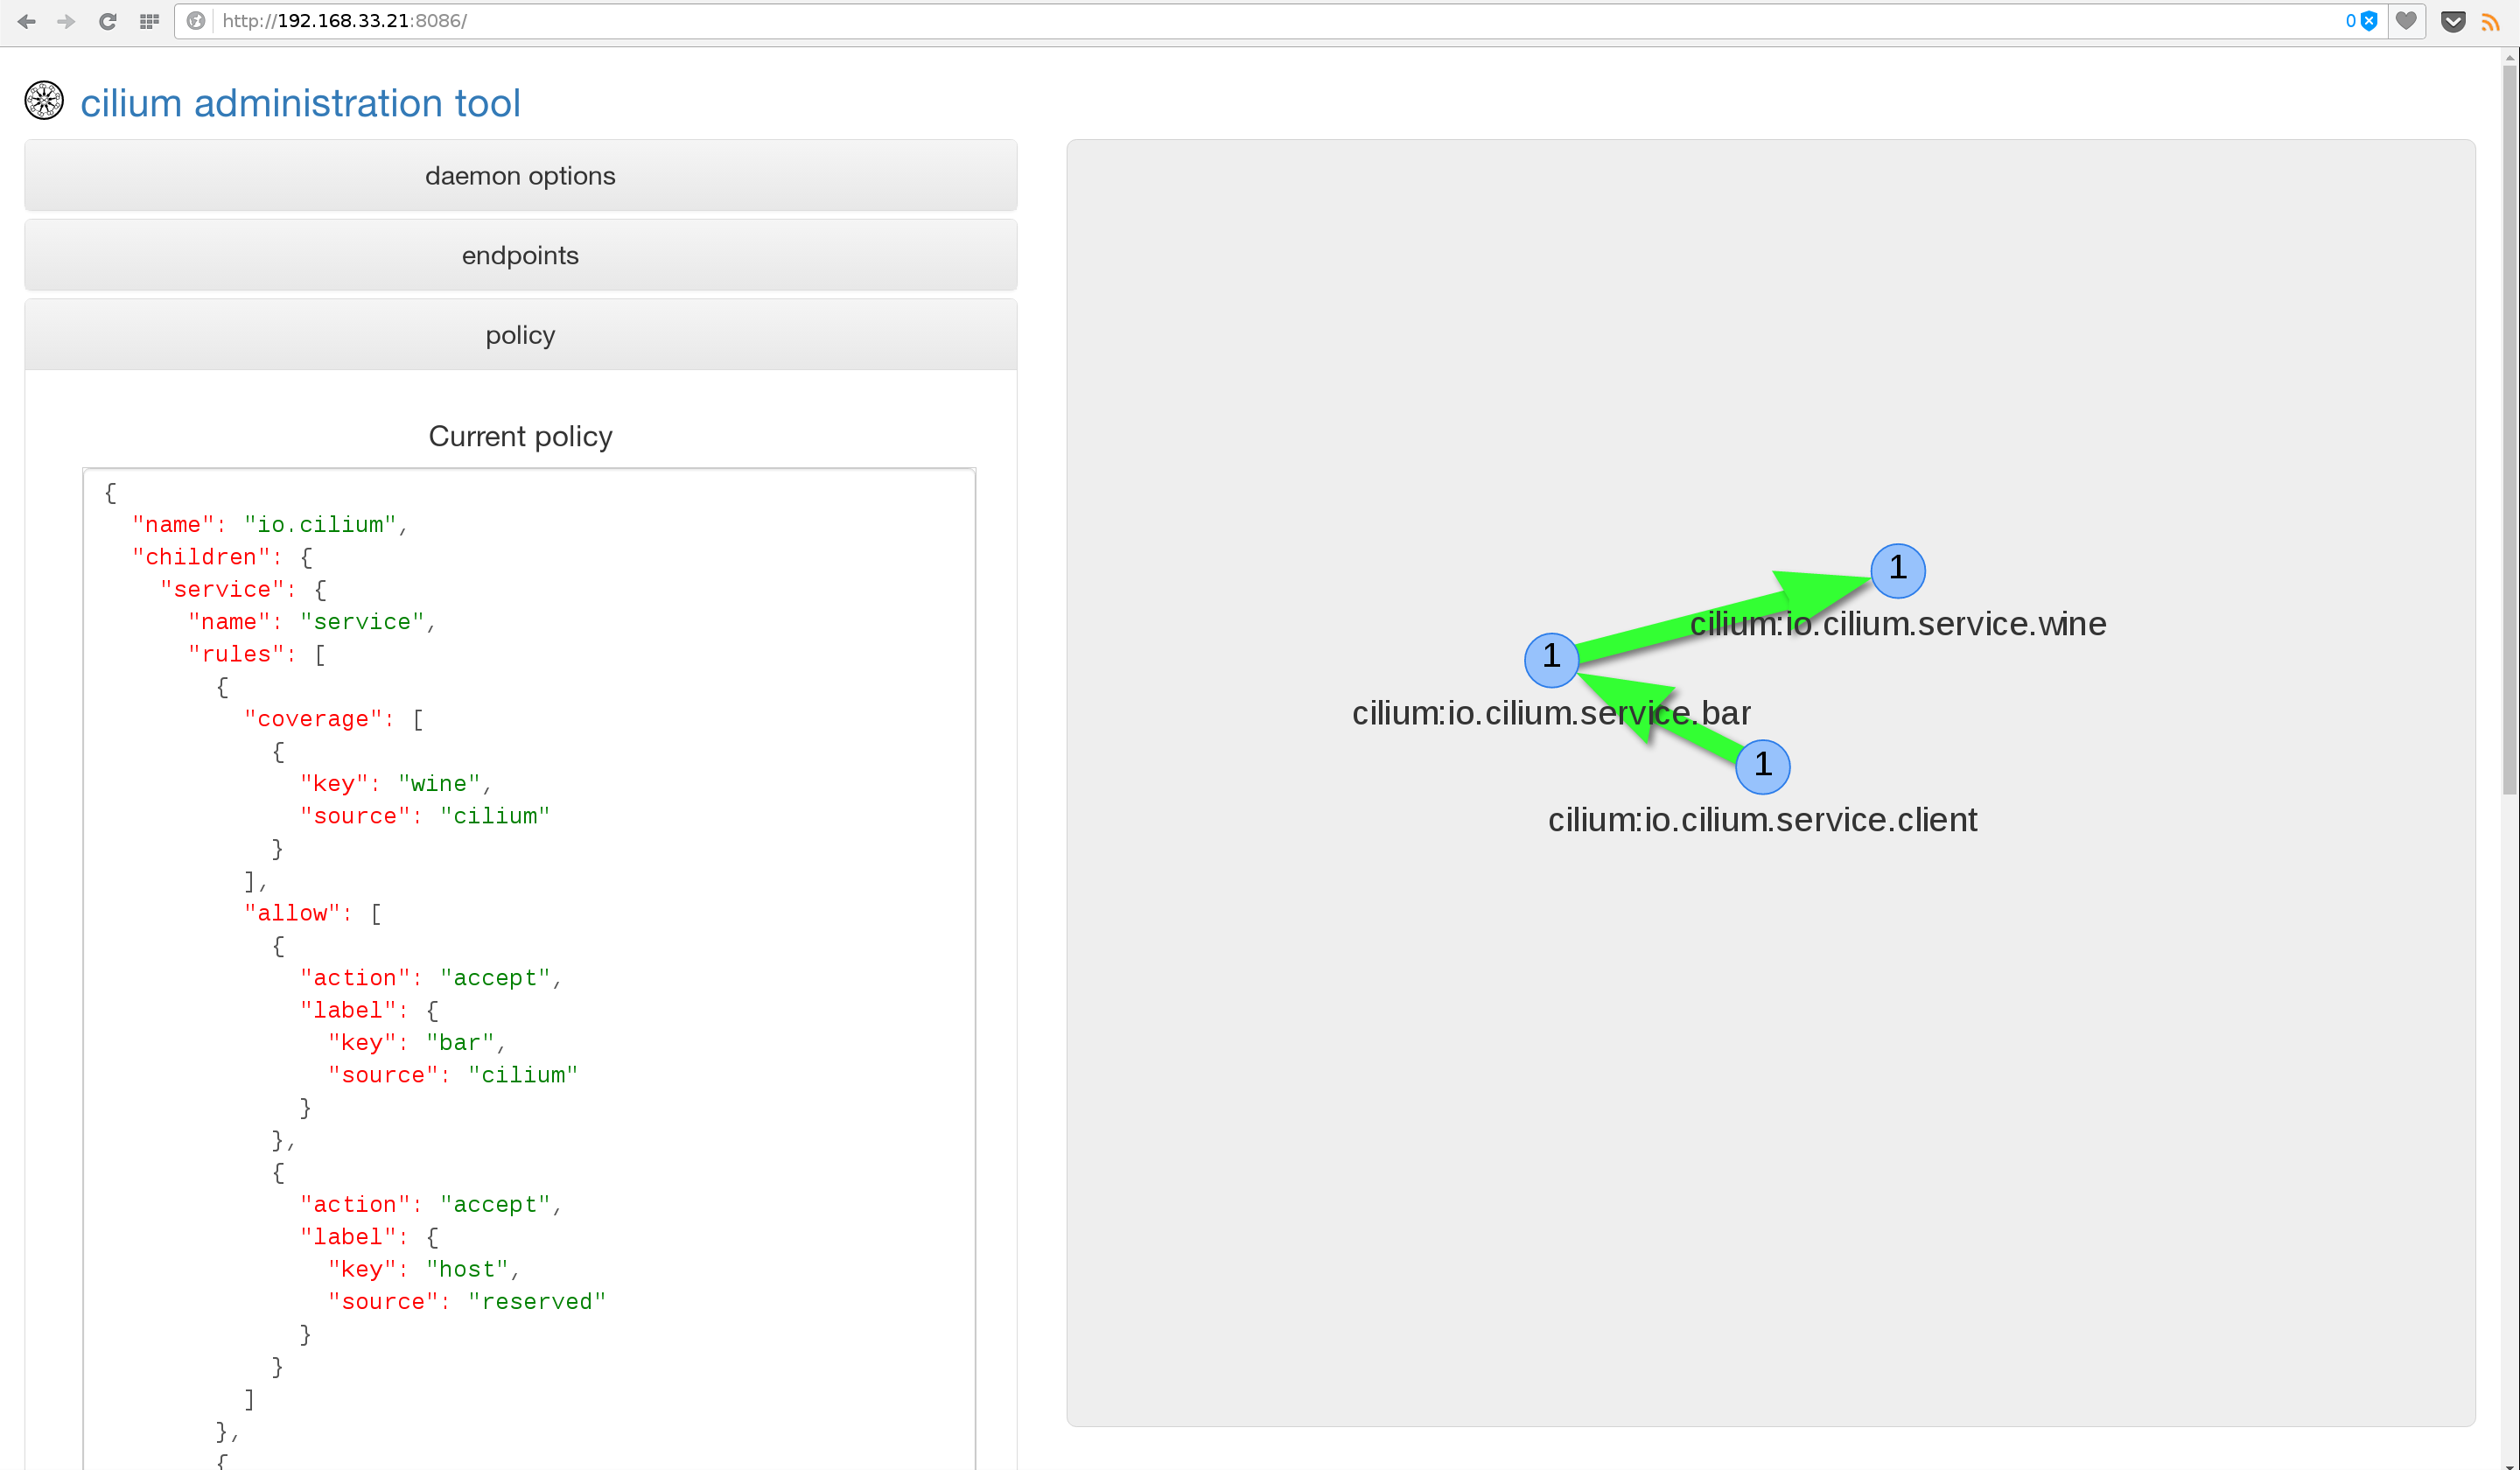 http://192.168.33.21:8086/
0
cilium administration tool
daemon options
endpoints
policy
Current policy
{
"name": "io.cilium",
"children": {
"service": {
"name": "service",
"rules": [
{
"coverage": [
{
"key": "wine",
"source": "cilium"
}
],
"allow": [
{
"action": "accept",
"label": {
"key": "bar",
"source": "cilium"
}
},
{
"action": "accept",
"label": {
"key": "host",
"source": "reserved"
}
}
]
},
{
1
cilium:io.cilium.service.wine
1
cilium:io.cilium.service.bar
1
cilium:io.cilium.service.client